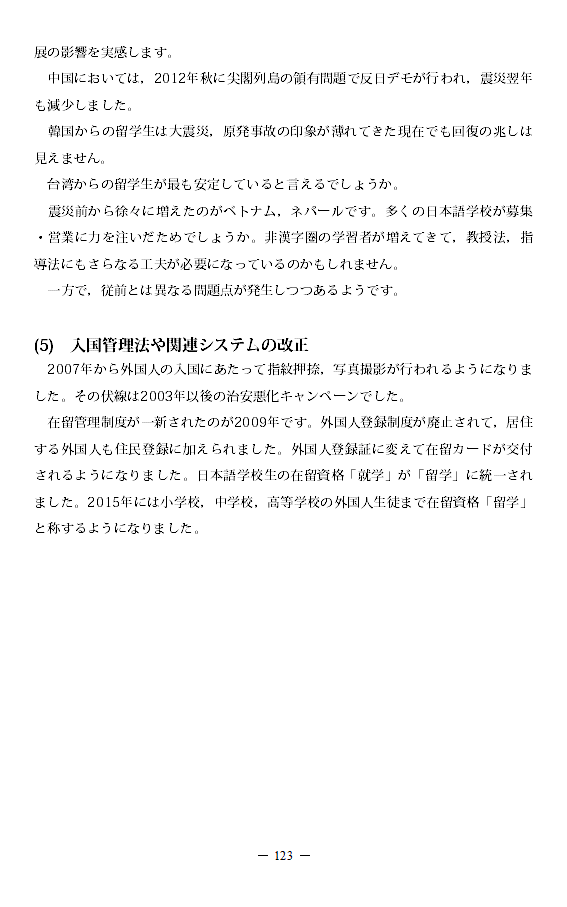 展の影響を実感します。
　中国においては，2012年秋に尖閣列島の領有問題で反日デモが行われ，震災翌年
も減少しました。
　韓国からの留学生は大震災，原発事故の印象が薄れてきた現在でも回復の兆しは
見えません。
　台湾からの留学生が最も安定していると言えるでしょうか。
　震災前から徐々に増えたのがベトナム，ネパールです。多くの日本語学校が募集
・営業に力を注いだためでしょうか。非漢字圏の学習者が増えてきて，教授法，指
導法にもさらなる工夫が必要になっているのかもしれません。
　一方で，従前とは異なる問題点が発生しつつあるようです。
(5)　入国管理法や関連システムの改正
　2007年から外国人の入国にあたって指紋押捺，写真撮影が行われるようになりま
した。その伏線は2003年以後の治安悪化キャンペーンでした。
　在留管理制度が一新されたのが2009年です。外国人登録制度が廃止されて，居住
する外国人も住民登録に加えられました。外国人登録証に変えて在留カードが交付
されるようになりました。日本語学校生の在留資格「就学」が「留学」に統一され
ました。2015年には小学校，中学校，高等学校の外国人生徒まで在留資格「留学」
と称するようになりました。
― 123 ―